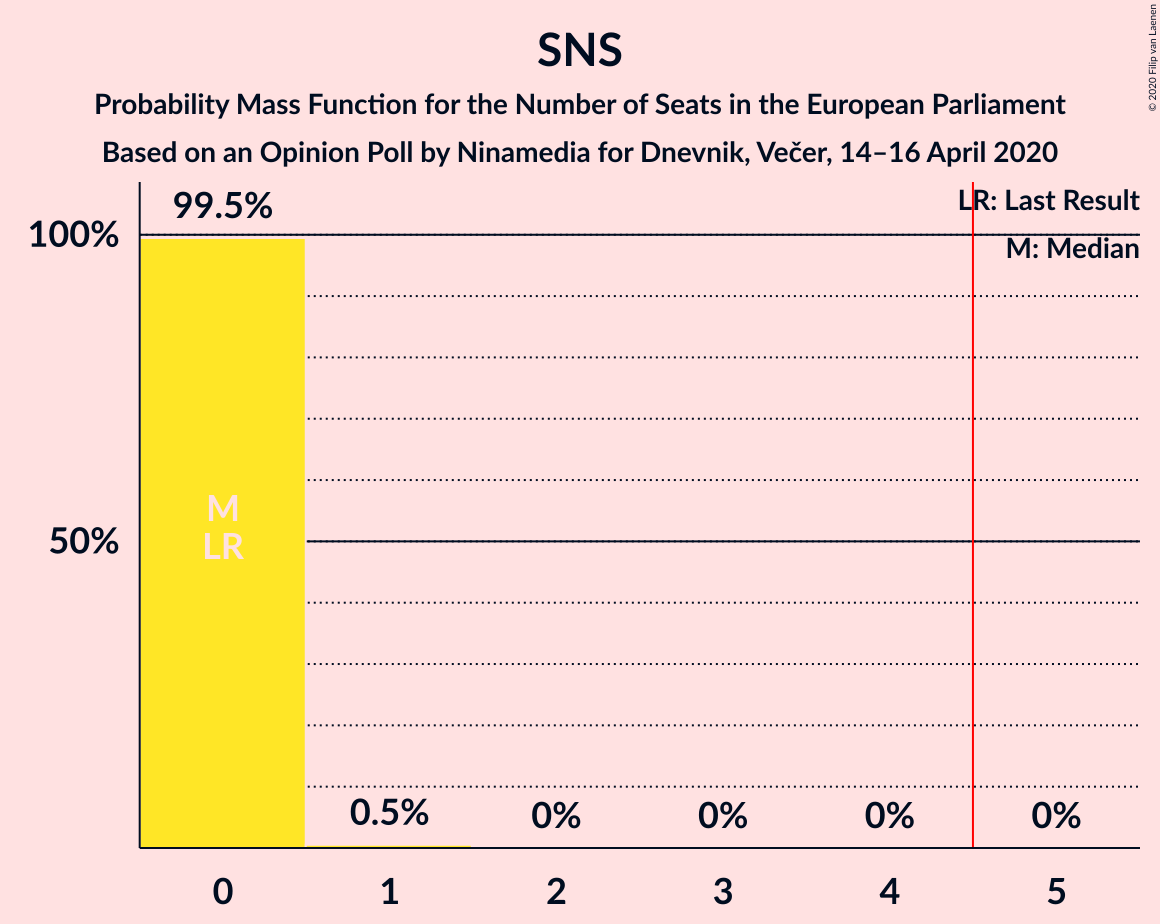 SNS
Probability Mass Function for the Number of Seats in the European Parliament
Based on an Opinion Poll by Ninamedia for Dnevnik, Večer, 14–16 April 2020
© 2020 Filip van Laenen
LR: Last Result
M: Median
99.5%
100%
M
LR
50%
0.5%
0%
0%
0%
0%
0
1
2
3
4
5